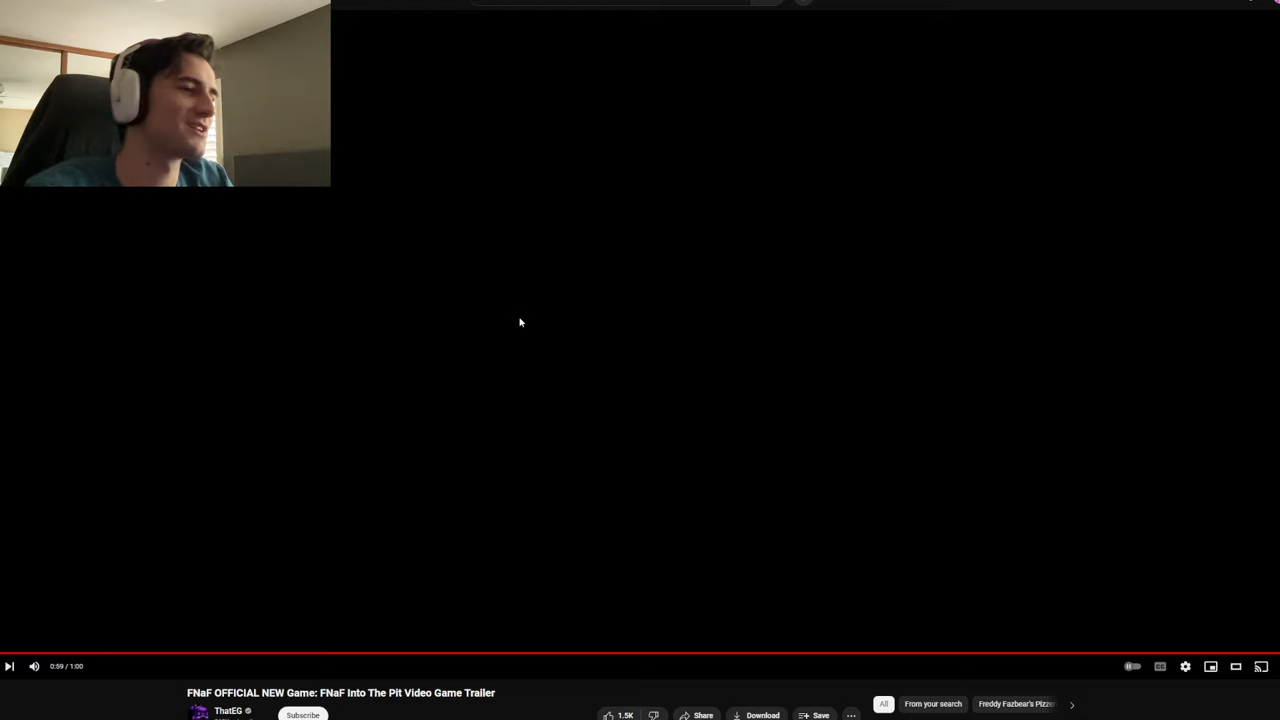 0:59 / 1:00
FNaF OFFICIAL NEW Game: FNaF Into The Pit Video Game Trailer
ThatEG
Subscribe
1.5K
Share
Download
Save
All
From your search
Freddy Fazbear's Pizze